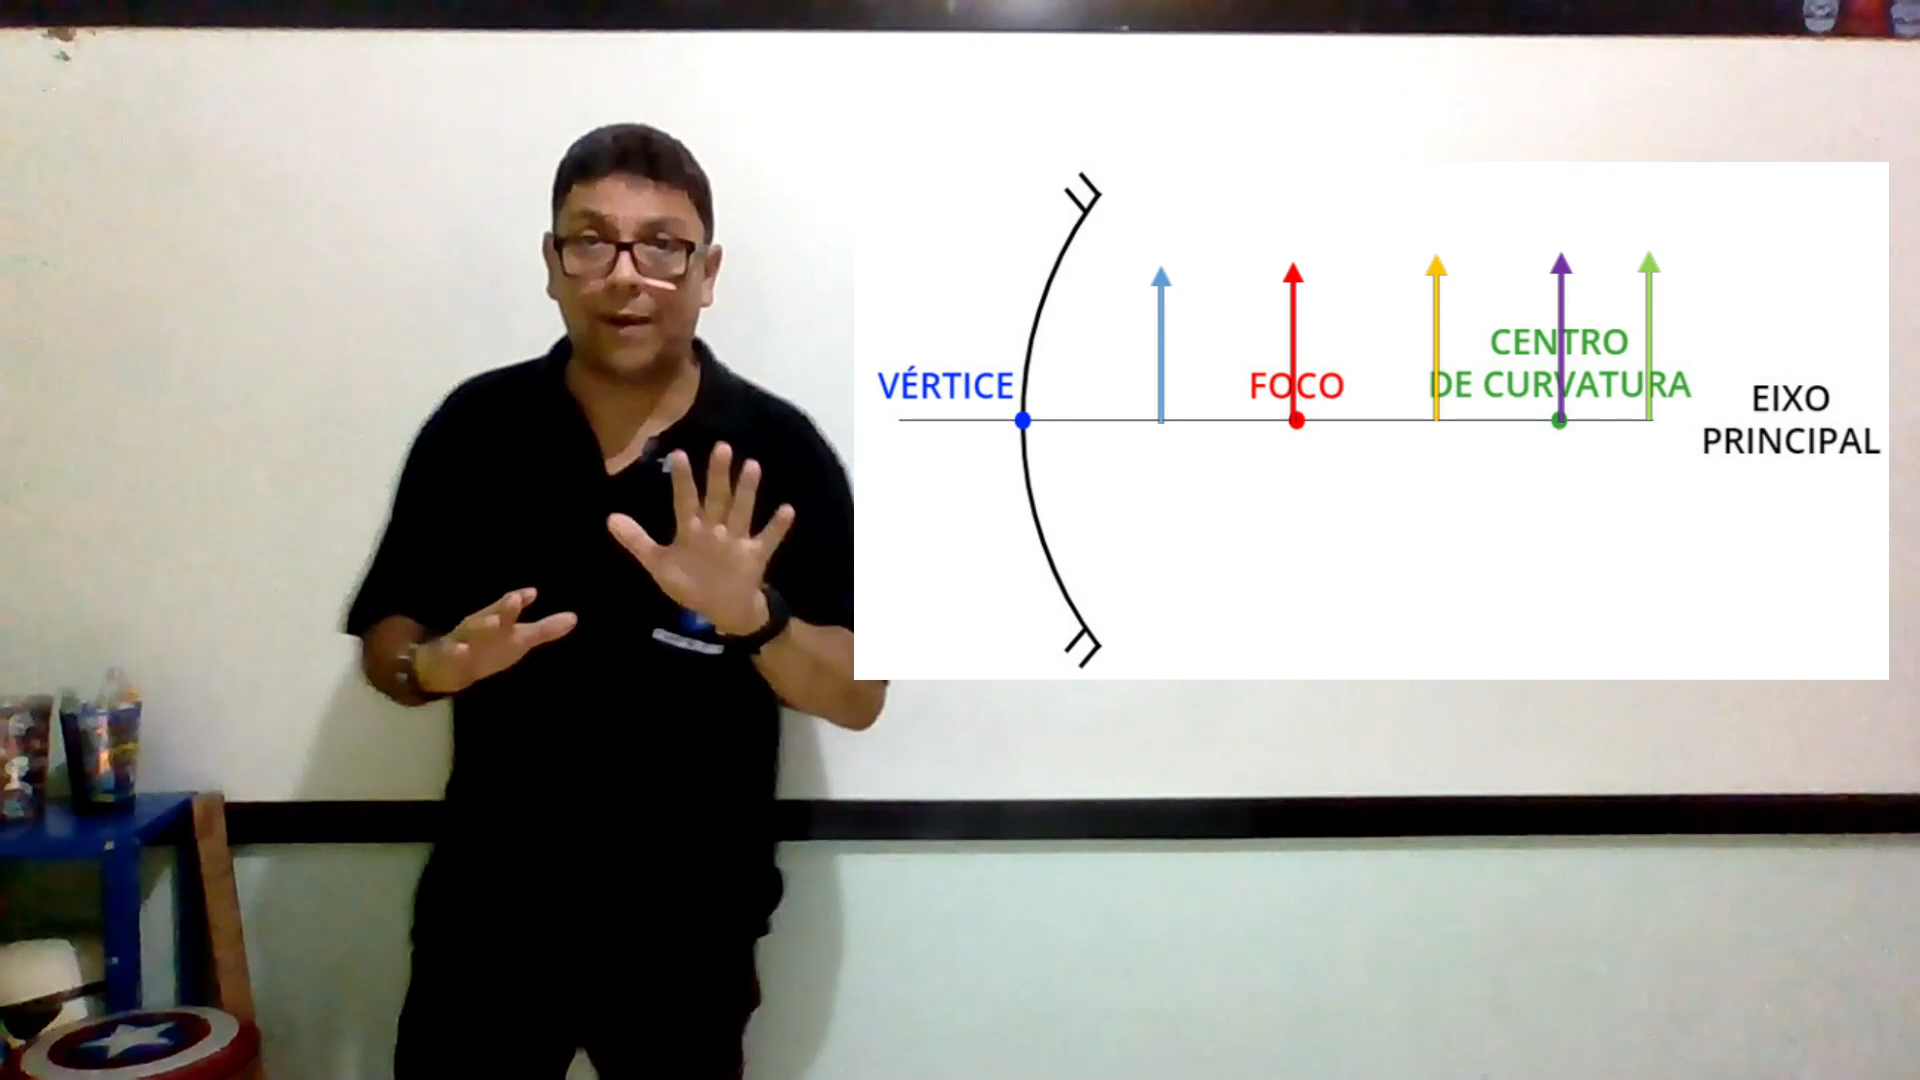 VÉRTICE
FOCO
CENTRO
DE CURVATURA
EIXO
PRINCIPAL